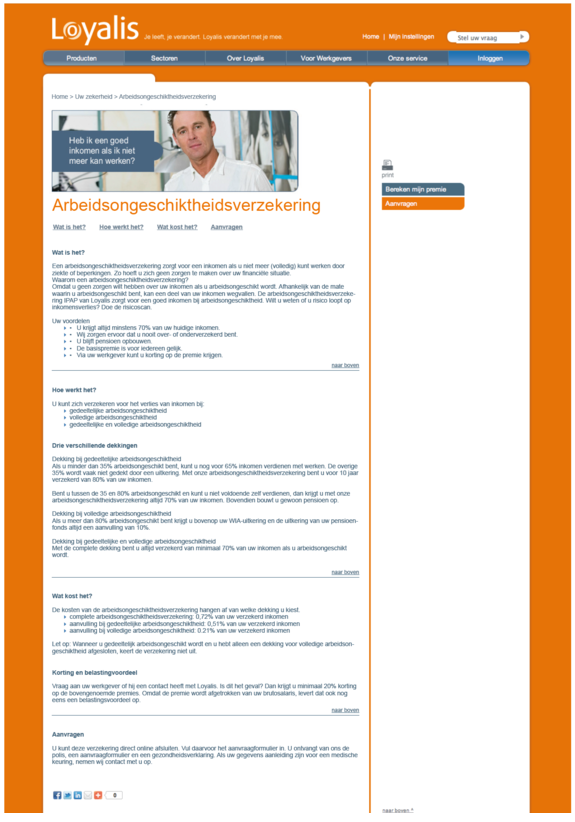 Loyalis
Je leeft, je verandert. Loyalis verandert met je mee.
Home | Mijn instellingen
Stel uw vraag
Producten
Sectoren
Over Loyalis
Voor Werkgevers
Onze service
Inloggen
Home > Uw zekerheid > Arbeidsongeschiktheidsverzekering
Heb ik een goed
inkomen als ik niet
meer kan werken?
print
Bereken mijn premie
Aanvragen
Arbeidsongeschiktheidsverzekering
Wat is het? Hoe werkt het? Wat kost het? Aanvragen
Wat is het?
Een arbeidsongeschiktheidsverzekering zorgt voor een inkomen als u niet meer (volledig) kunt werken door
ziekte of beperkingen. Zo hoeft u zich geen zorgen te maken over uw financiële situatie.
Waarom een arbeidsongeschiktheidsverzekering?
Omdat u geen zorgen wilt hebben over uw inkomen als u arbeidsongeschikt wordt. Afhankelijk van de mate
waarin u arbeidsongeschikt bent, kan een deel van uw inkomen wegvallen. De arbeidsongeschiktheidsverzeke-
ring IPAP van Loyalis zorgt voor een goed inkomen bij arbeidsongeschiktheid. Wilt u weten of u risico loopt op
inkomensverlies? Doe de risicoscan.
Uw voordelen
• U krijgt altijd minstens 70% van uw huidige inkomen.
• Wij zorgen ervoor dat u nooit over- of onderverzekerd bent.
• U blijft pensioen opbouwen.
• De basispremie is voor iedereen gelijk.
• Via uw werkgever kunt u korting op de premie krijgen.
naar boven
Hoe werkt het?
U kunt zich verzekeren voor het verlies van inkomen bij:
gedeeltelijke arbeidsongeschiktheid
volledige arbeidsongeschiktheid
gedeeltelijke en volledige arbeidsongeschiktheid
Drie verschillende dekkingen
Dekking bij gedeeltelijke arbeidsongeschiktheid
Als u minder dan 35% arbeidsongeschikt bent, kunt u nog voor 65% inkomen verdienen met werken. De overige
35% wordt vaak niet gedekt door een uitkering. Met onze arbeidsongeschiktheidsverzekering bent u voor 10 jaar
verzekerd van 80% van uw inkomen.
Bent u tussen de 35 en 80% arbeidsongeschikt en kunt u niet voldoende zelf verdienen, dan krijgt u met onze
arbeidsongeschiktheidsverzekering altijd 70% van uw inkomen. Bovendien bouwt u gewoon pensioen op.
Dekking bij volledige arbeidsongeschiktheid
Als u meer dan 80% arbeidsongeschikt bent krijgt u bovenop uw WIA-uitkering en de uitkering van uw pensioen-
fonds altijd een aanvulling van 10%.
Dekking bij gedeeltelijke en volledige arbeidsongeschiktheid
Met de complete dekking bent u altijd verzekerd van minimaal 70% van uw inkomen als u arbeidsongeschikt
wordt.
naar boven
Wat kost het?
De kosten van de arbeidsongeschiktheidsverzekering hangen af van welke dekking u kiest.
complete arbeidsongeschiktheidsverzekering: 0,72% van uw verzekerd inkomen
aanvulling bij gedeeltelijke arbeidsongeschiktheid: 0,51% van uw verzekerd inkomen
aanvulling bij volledige arbeidsongeschiktheid: 0.21% van uw verzekerd inkomen
Let op: Wanneer u gedeeltelijk arbeidsongeschikt wordt en u hebt alleen een dekking voor volledige arbeidson-
geschiktheid afgesloten, keert de verzekering niet uit.
Korting en belastingvoordeel
Vraag aan uw werkgever of hij een contact heeft met Loyalis. Is dit het geval? Dan krijgt u minimaal 20% korting
op de bovengenoemde premies. Omdat de premie wordt afgetrokken van uw brutosalaris, levert dat ook nog
eens een belastingsvoordeel op.
naar boven
Aanvragen
U kunt deze verzekering direct online afsluiten. Vul daarvoor het aanvraagformulier in. U ontvangt van ons de
polis, een aanvraagformulier en een gezondheidsverklaring. Als uw gegevens aanleiding zijn voor een medische
keuring, nemen wij contact met u op.
0
naar boven ^